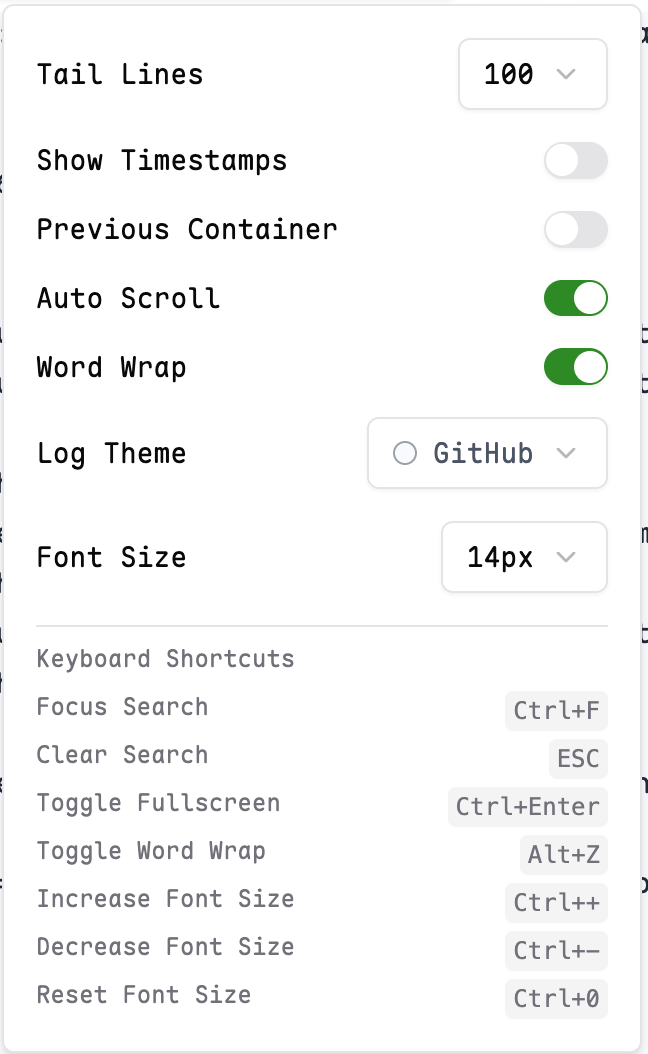 Tail Lines 100
Show Timestamps
Previous Container
Auto Scroll
Word Wrap
Log Theme GitHub
Font Size 14px
Keyboard Shortcuts
Focus Search Ctrl+F
Clear Search ESC
Toggle Fullscreen Ctrl+Enter
Toggle Word Wrap Alt+Z
Increase Font Size Ctrl++
Decrease Font Size Ctrl+−
Reset Font Size Ctrl+0